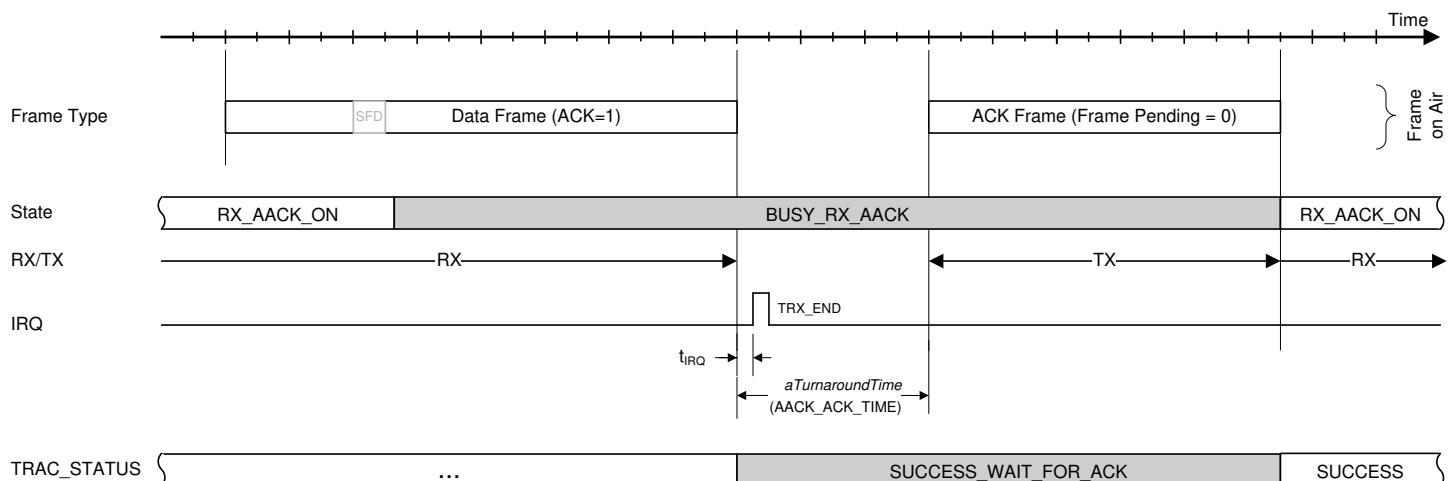 Time
Frame Type
SFD
Data Frame (ACK=1)
ACK Frame (Frame Pending = 0)
Frame
on Air
State
RX_AACK_ON
BUSY_RX_AACK
RX_AACK_ON
RX/TX
RX
TX
RX
IRQ
TRX_END
tIRQ
aTurnaroundTime
(AACK_ACK_TIME)
TRAC_STATUS
...
SUCCESS_WAIT_FOR_ACK
SUCCESS